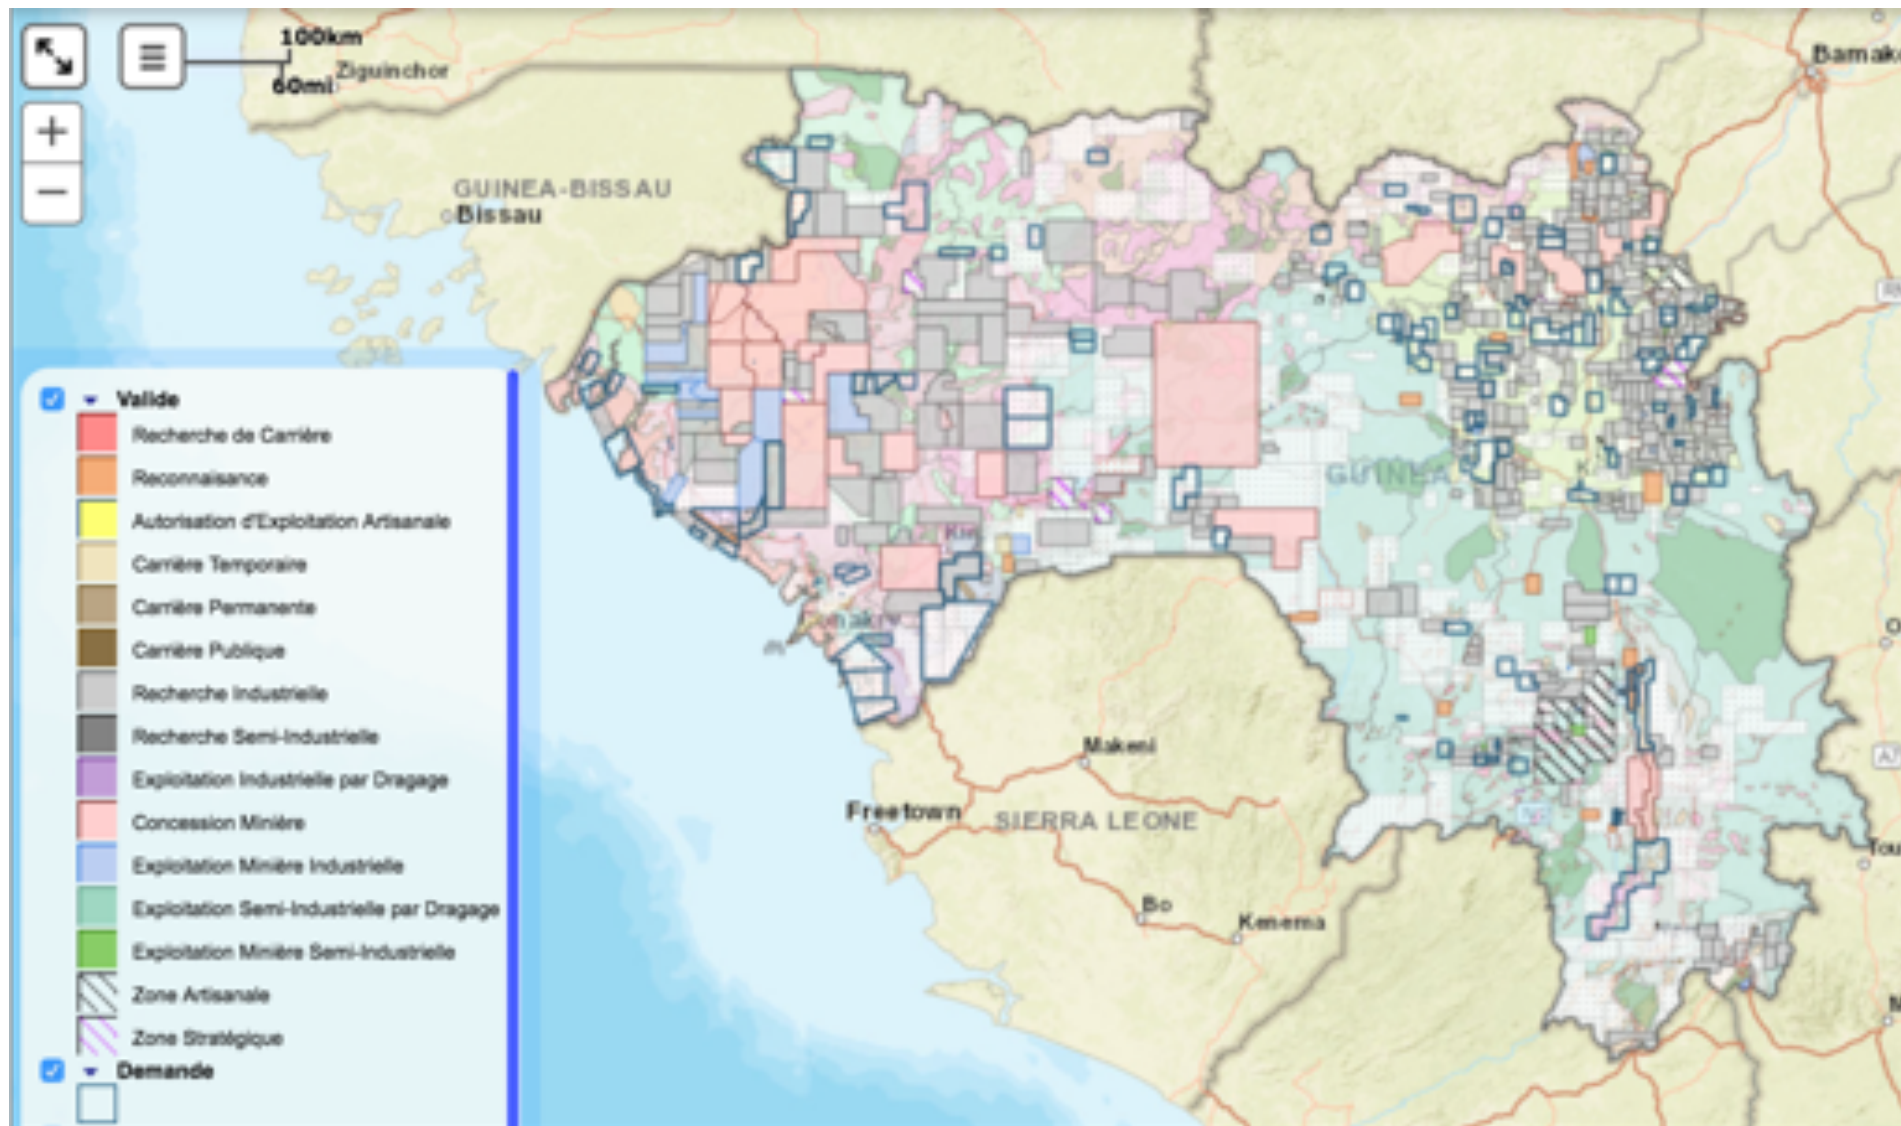 100km
60mi
Ziguinchor
Bamak
GUINEA-BISSAU
Bissau
Valide
Recherche de Carrière
Reconnaisance
Autorisation d'Exploitation Artisanale
Carrière Temporaire
Carrière Permanente
Carrière Publique
Recherche Industrielle
Recherche Semi-Industrielle
Exploitation Industrielle par Dragage
Concession Minière
Exploitation Minière Industrielle
Exploitation Semi-Industrielle par Dragage
Exploitation Minière Semi-Industrielle
Zone Artisanale
Zone Stratégique
Demande
GUINEA
Makeni
Freetown
SIERRA LEONE
Bo
Kenema
Tou